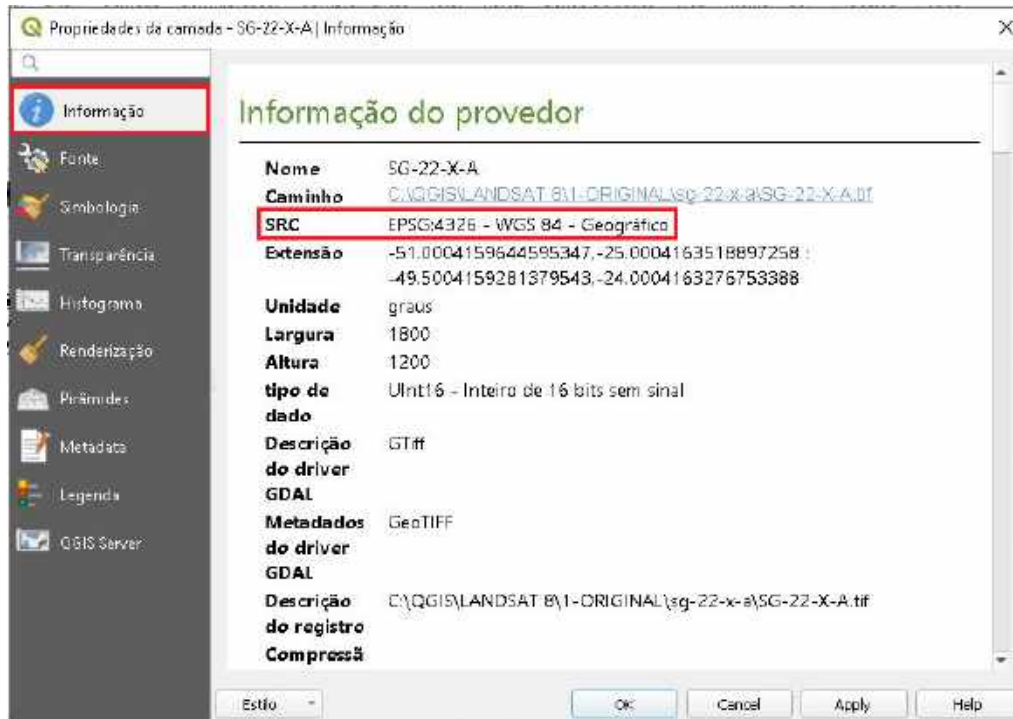 Propriedades da camada - SG-22-X-A | Informação
Informação
Fonte
Simbologia
Transparência
Histograma
Renderização
Pirâmides
Metadata
Legenda
QGIS Server
Informação do provedor
Nome SG-22-X-A
Caminho C:\QGIS\LANDSAT 8\1-ORIGINAL\sg-22-x-a\SG-22-X-A.tif
SRC EPSG:4326 - WGS 84 - Geográfico
Extensão -51.0004159644595347,-25.0004163518897258 :
-49.5004159281379543,-24.0004163276753388
Unidade graus
Largura 1800
Altura 1200
tipo de UInt16 - Inteiro de 16 bits sem sinal
dado
Descrição GTiff
do driver
GDAL
Metadados GeoTIFF
do driver
GDAL
Descrição C:\QGIS\LANDSAT 8\1-ORIGINAL\sg-22-x-a\SG-22-X-A.tif
do registro
Compressã
Estilo OK Cancel Apply Help